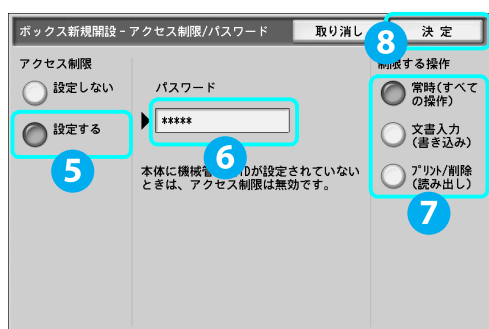 ボックス新規開設 - アクセス制限/パスワード
取り消し
決 定
8
アクセス制限
設定しない
設定する
5
パスワード
*****
6
本体に機械管 IDが設定されていない
ときは、アクセス制限は無効です。
制限する操作
常時(すべて
の操作)
文書入力
(書き込み)
プリント/削除
(読み出し)
7